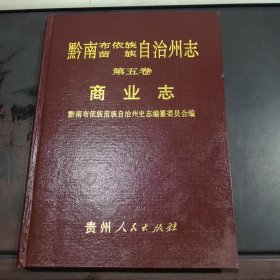 黔南布依族苗族自治州志
第五卷
商业志
黔南布依族苗族自治州史志编纂委员会编
贵州人民出版社